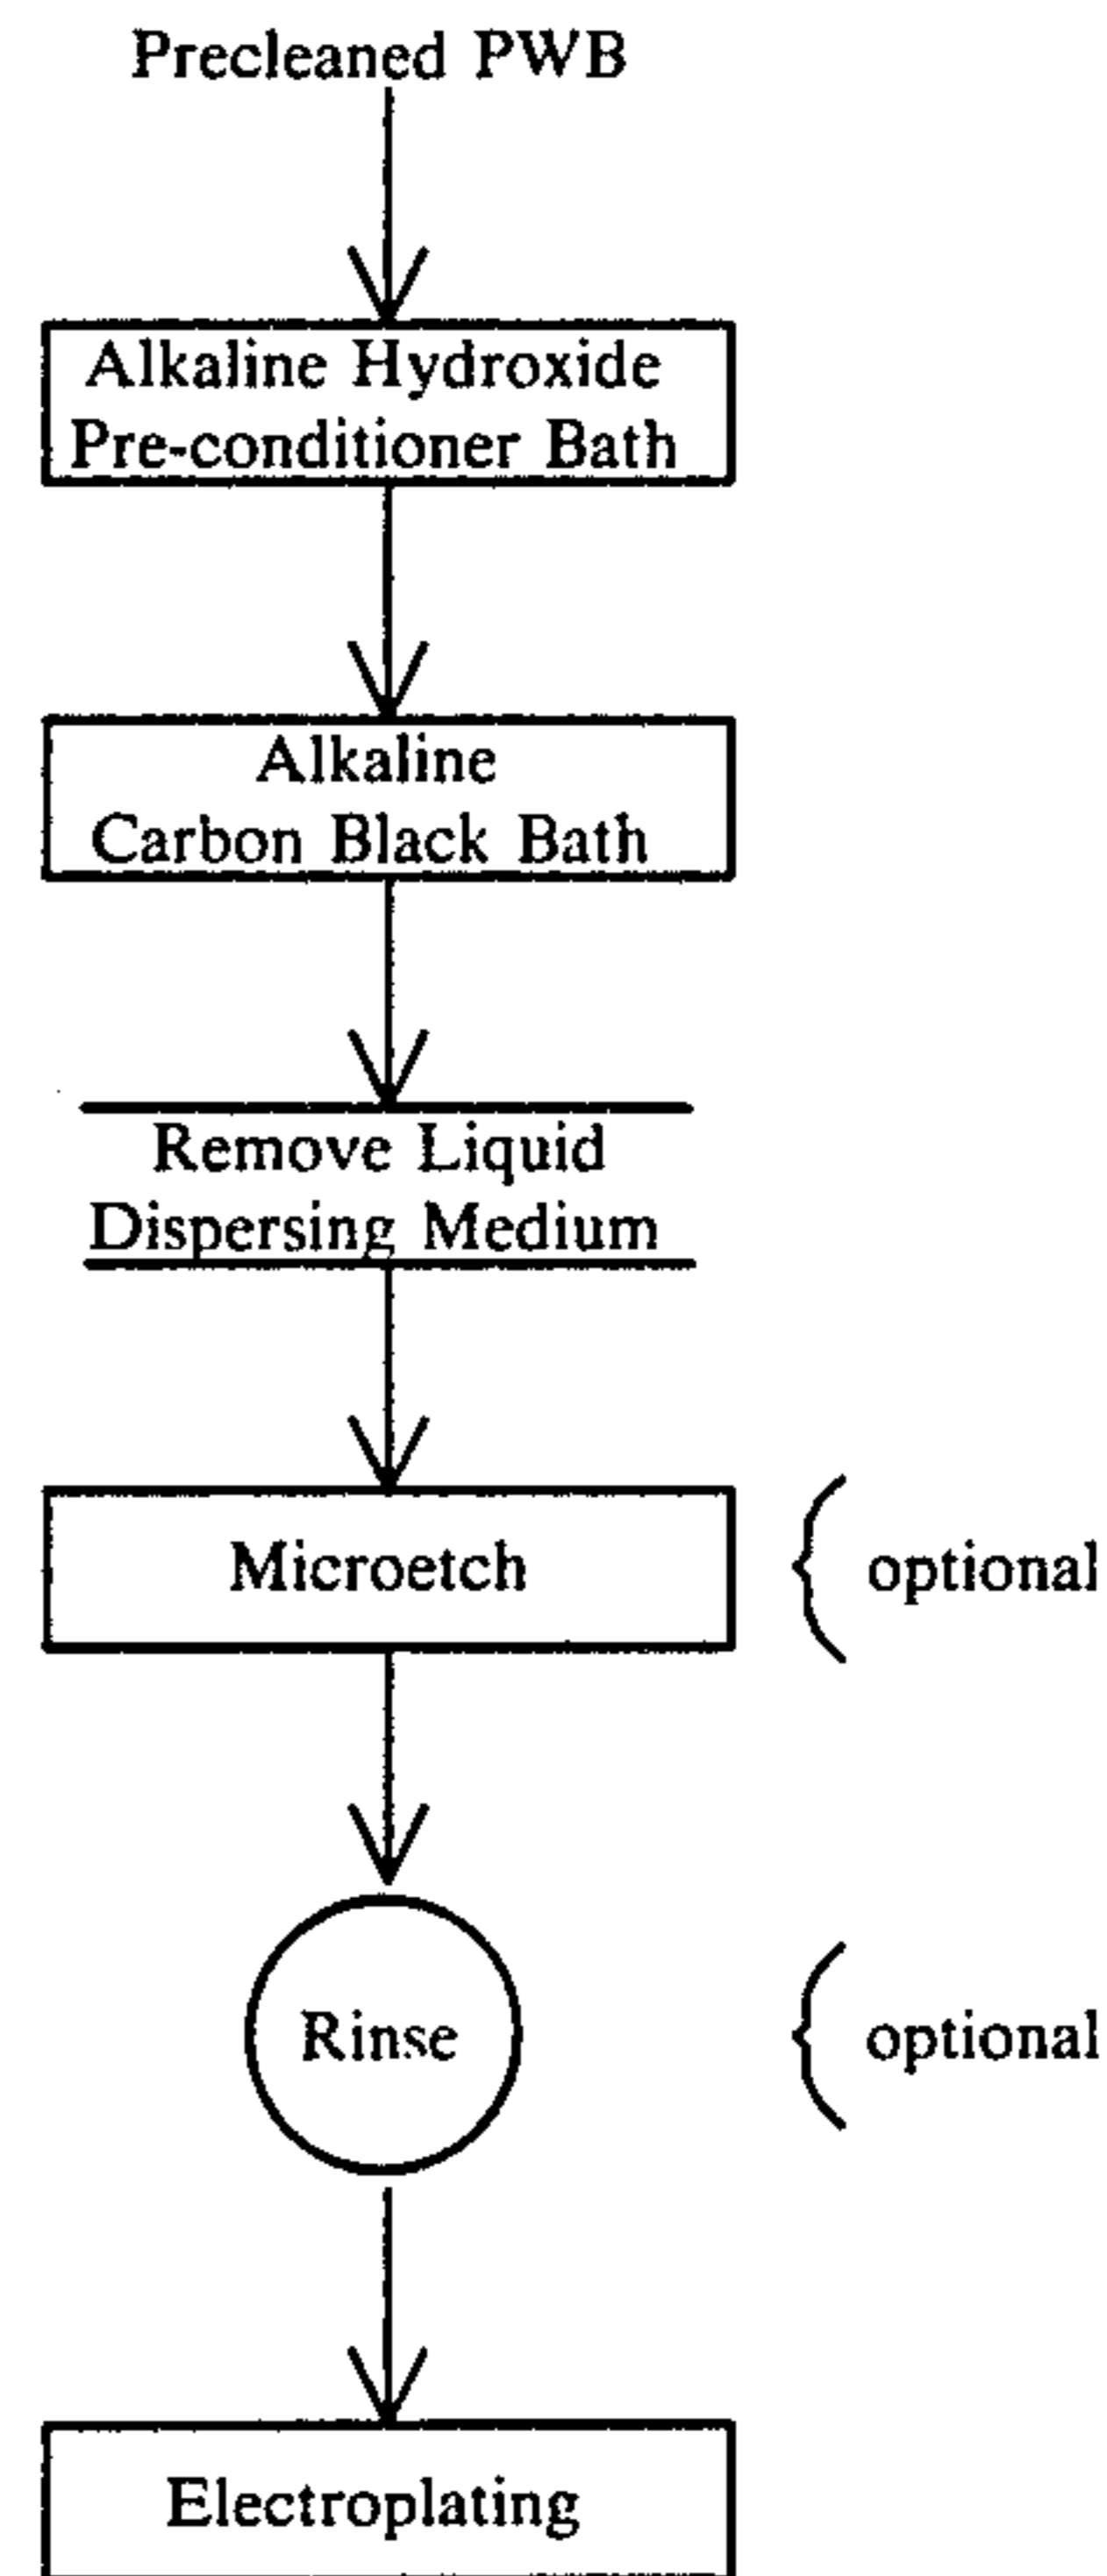 Precleaned PWB
Alkaline Hydroxide
Pre-conditioner Bath
Alkaline
Carbon Black Bath
Remove Liquid
Dispersing Medium
Microetch
optional
Rinse
optional
Electroplating